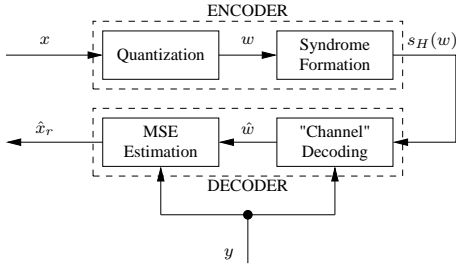 ENCODER
x
Quantization
w
Syndrome
Formation
s_H(w)
x̂_r
MSE
Estimation
ŵ
"Channel"
Decoding
DECODER
y